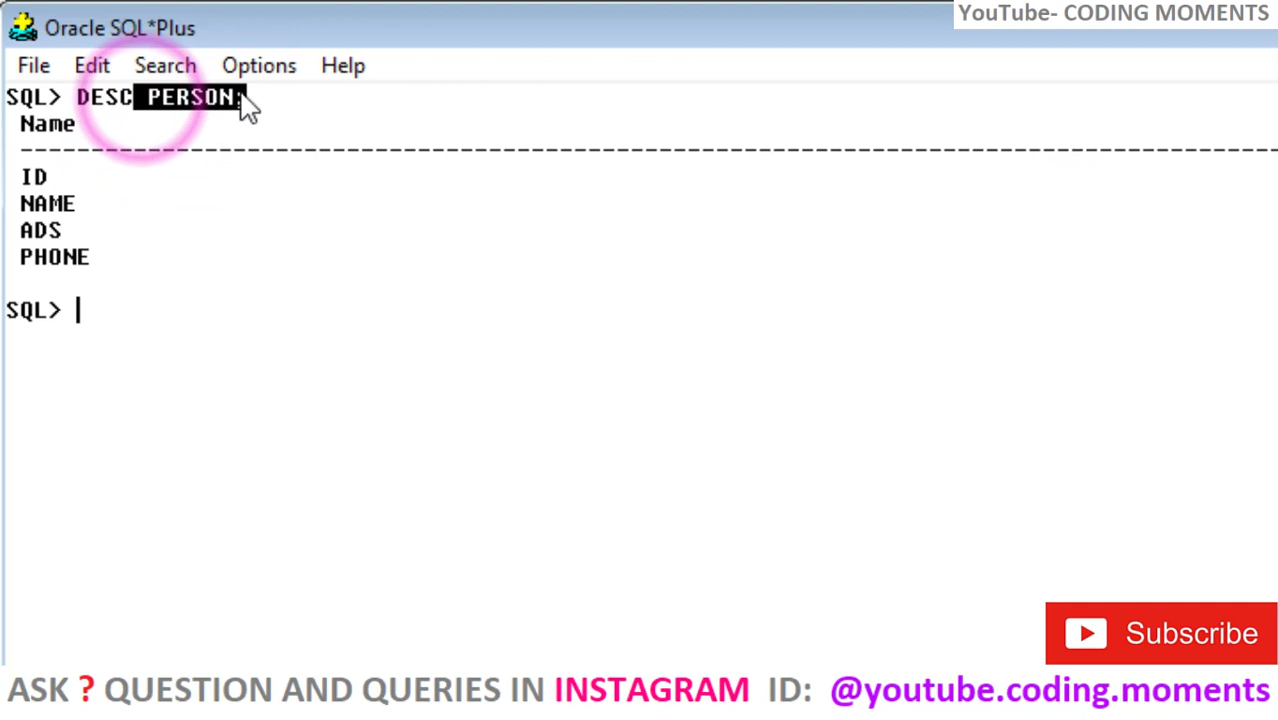 YouTube- CODING MOMENTS
Oracle SQL*Plus
File Edit Search Options Help
SQL> DESC PERSON;
Name
--------------------------------------------------------------------------------
ID
NAME
ADS
PHONE
SQL>
Subscribe
ASK ? QUESTION AND QUERIES IN INSTAGRAM ID: @youtube.coding.moments